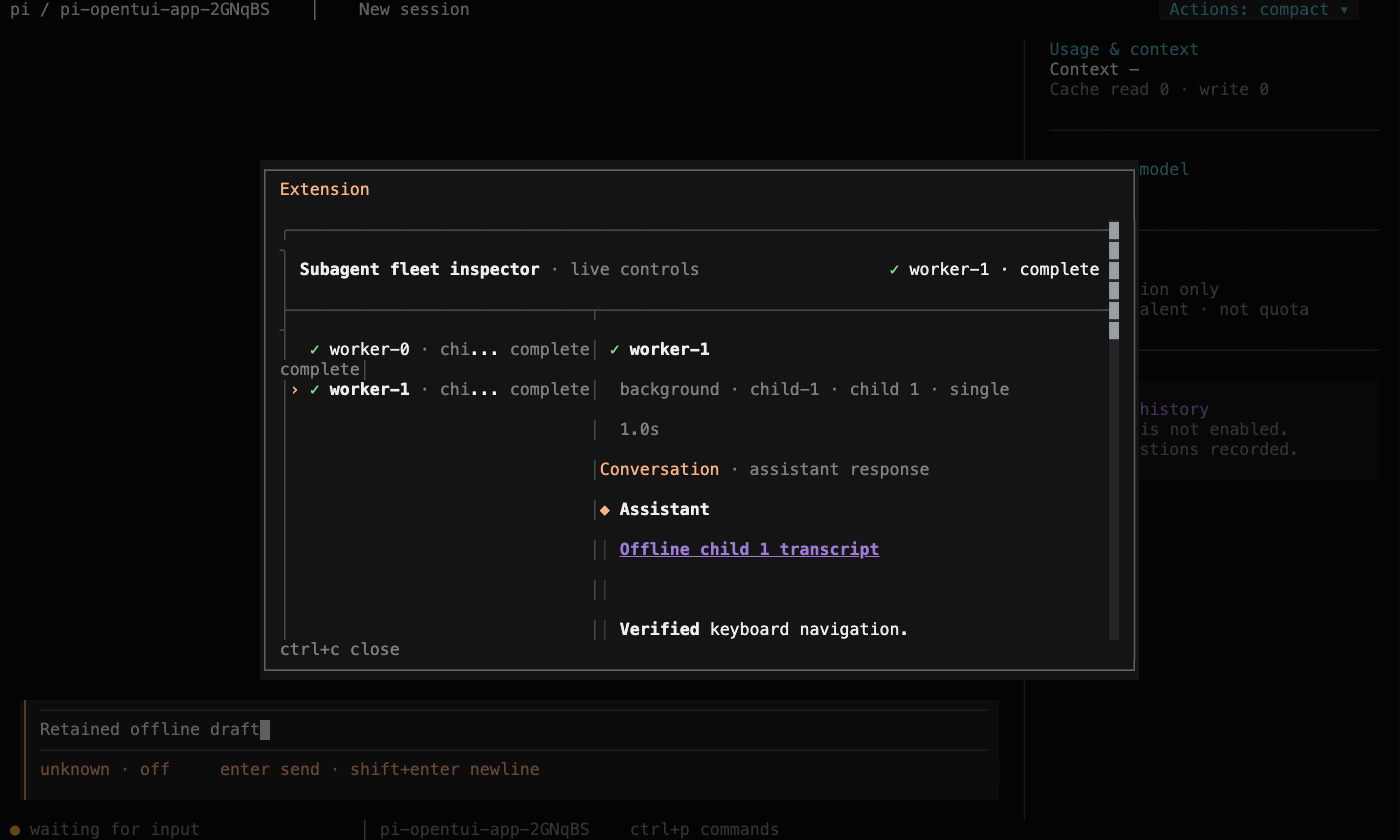 pi / pi-opentui-app-2GNqBS │ New session Actions: compact ▾
Usage & context
Context —
Cache read 0 · write 0
model
Extension
Subagent fleet inspector · live controls ✓ worker-1 · complete
ion only
alent · not quota
✓ worker-0 · chi... complete│ ✓ worker-1
complete│
› ✓ worker-1 · chi... complete│ background · child-1 · child 1 · single
│ 1.0s
history
is not enabled.
stions recorded.
│Conversation · assistant response
│◆ Assistant
││ Offline child 1 transcript
││
││ Verified keyboard navigation.
ctrl+c close
Retained offline draft
unknown · off enter send · shift+enter newline
● waiting for input │ pi-opentui-app-2GNqBS ctrl+p commands